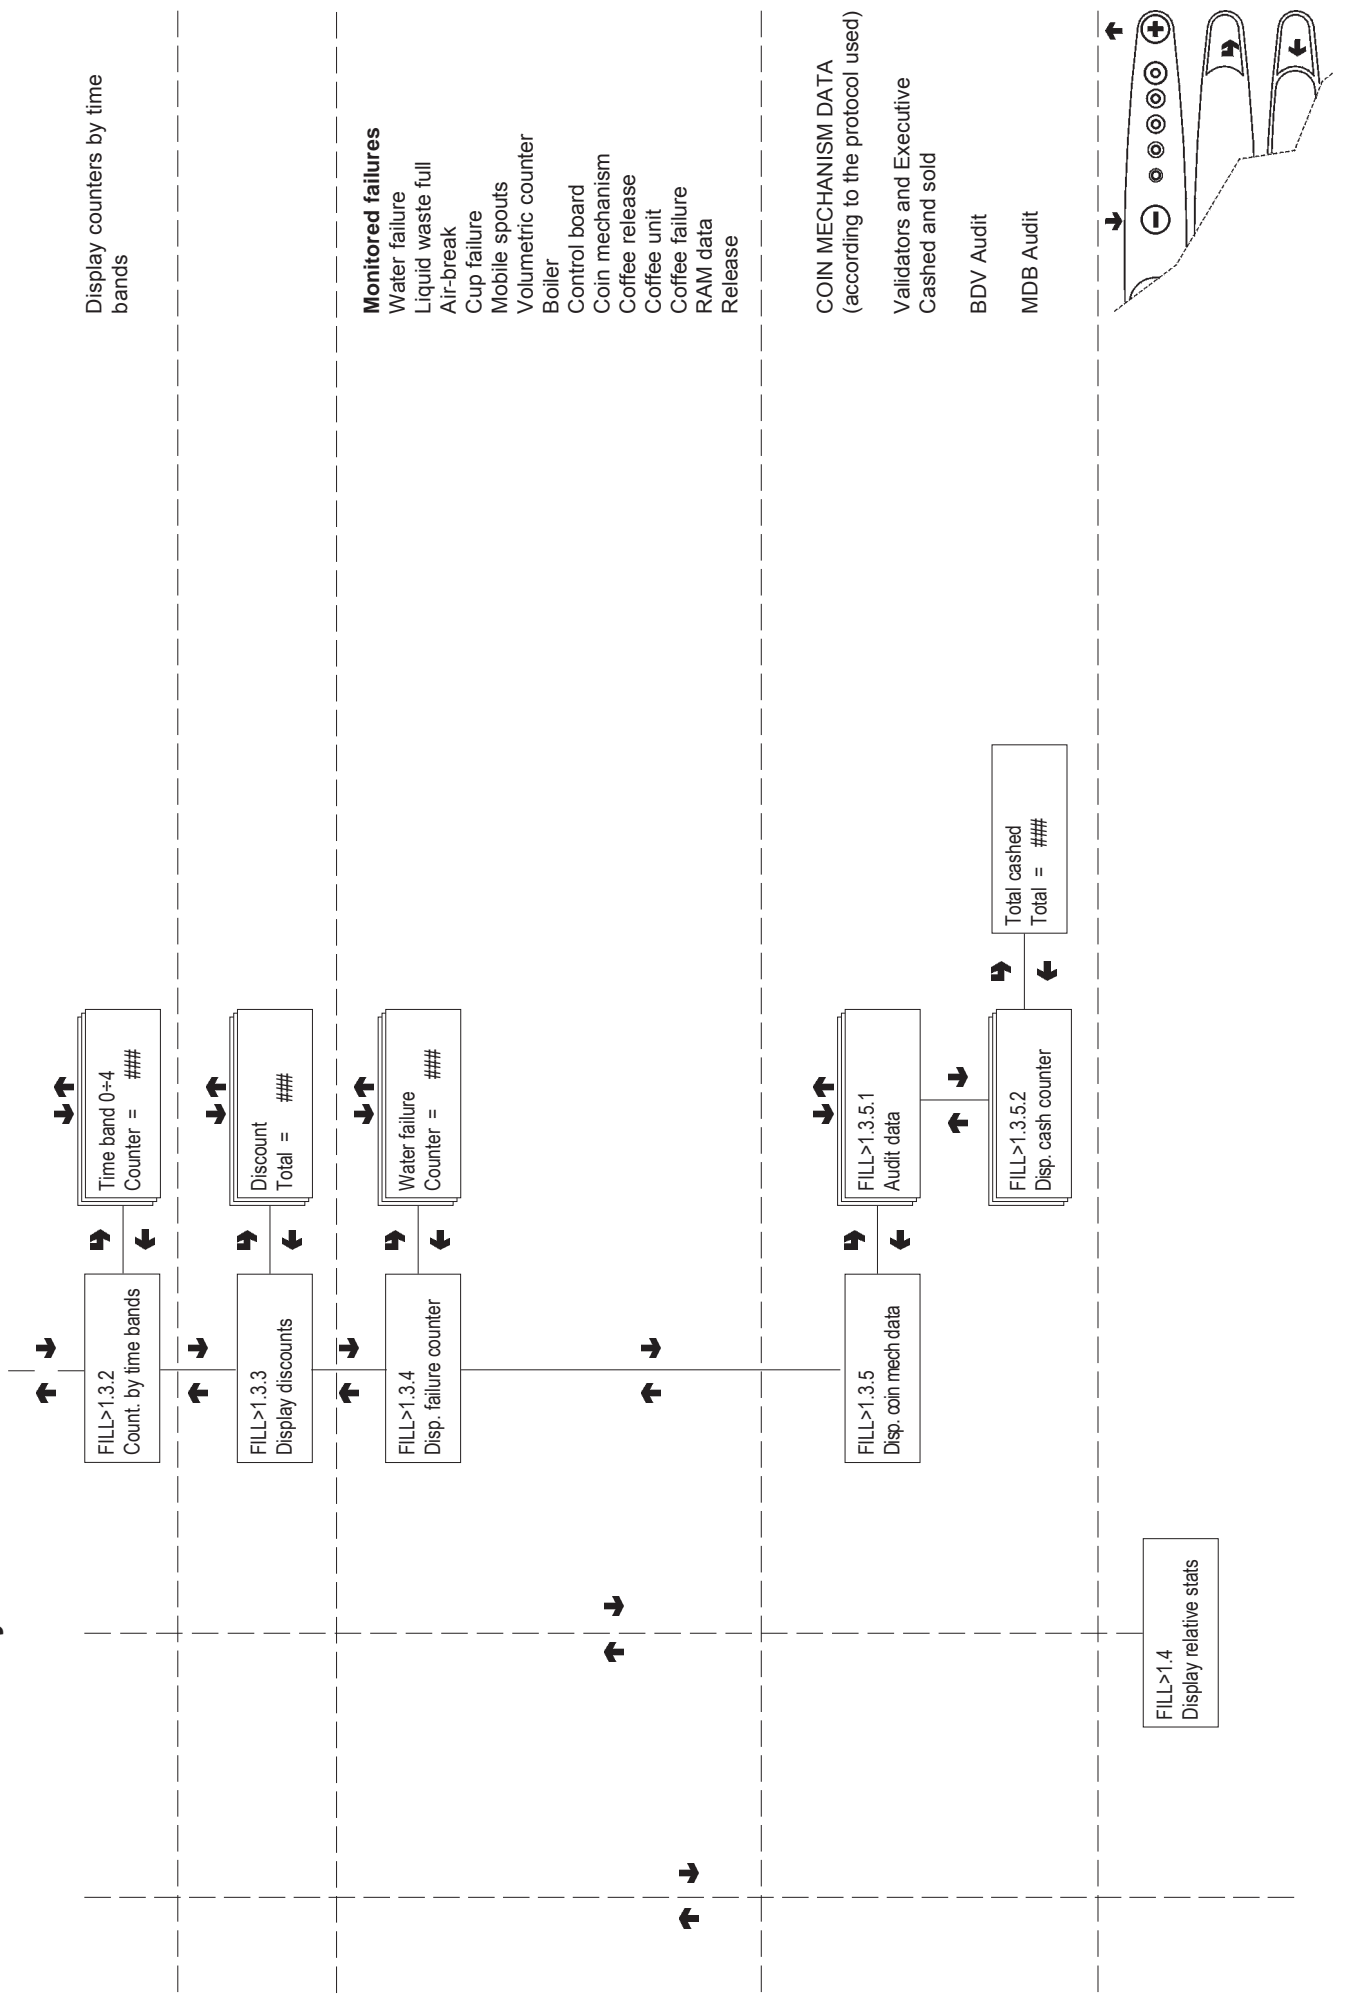 FILL>1.3.2
Count. by time bands
Time band 0÷4
Counter = ###
Display counters by time
bands
FILL>1.3.3
Display discounts
Discount
Total = ###
FILL>1.3.4
Disp. failure counter
Water failure
Counter = ###
Monitored failures
Water failure
Liquid waste full
Air-break
Cup failure
Mobile spouts
Volumetric counter
Boiler
Control board
Coin mechanism
Coffee release
Coffee unit
Coffee failure
RAM data
Release
FILL>1.3.5
Disp. coin mech data
FILL>1.3.5.1
Audit data
COIN MECHANISM DATA
(according to the protocol used)
Validators and Executive
Cashed and sold
BDV Audit
MDB Audit
FILL>1.3.5.2
Disp. cash counter
Total cashed
Total = ###
FILL>1.4
Display relative stats